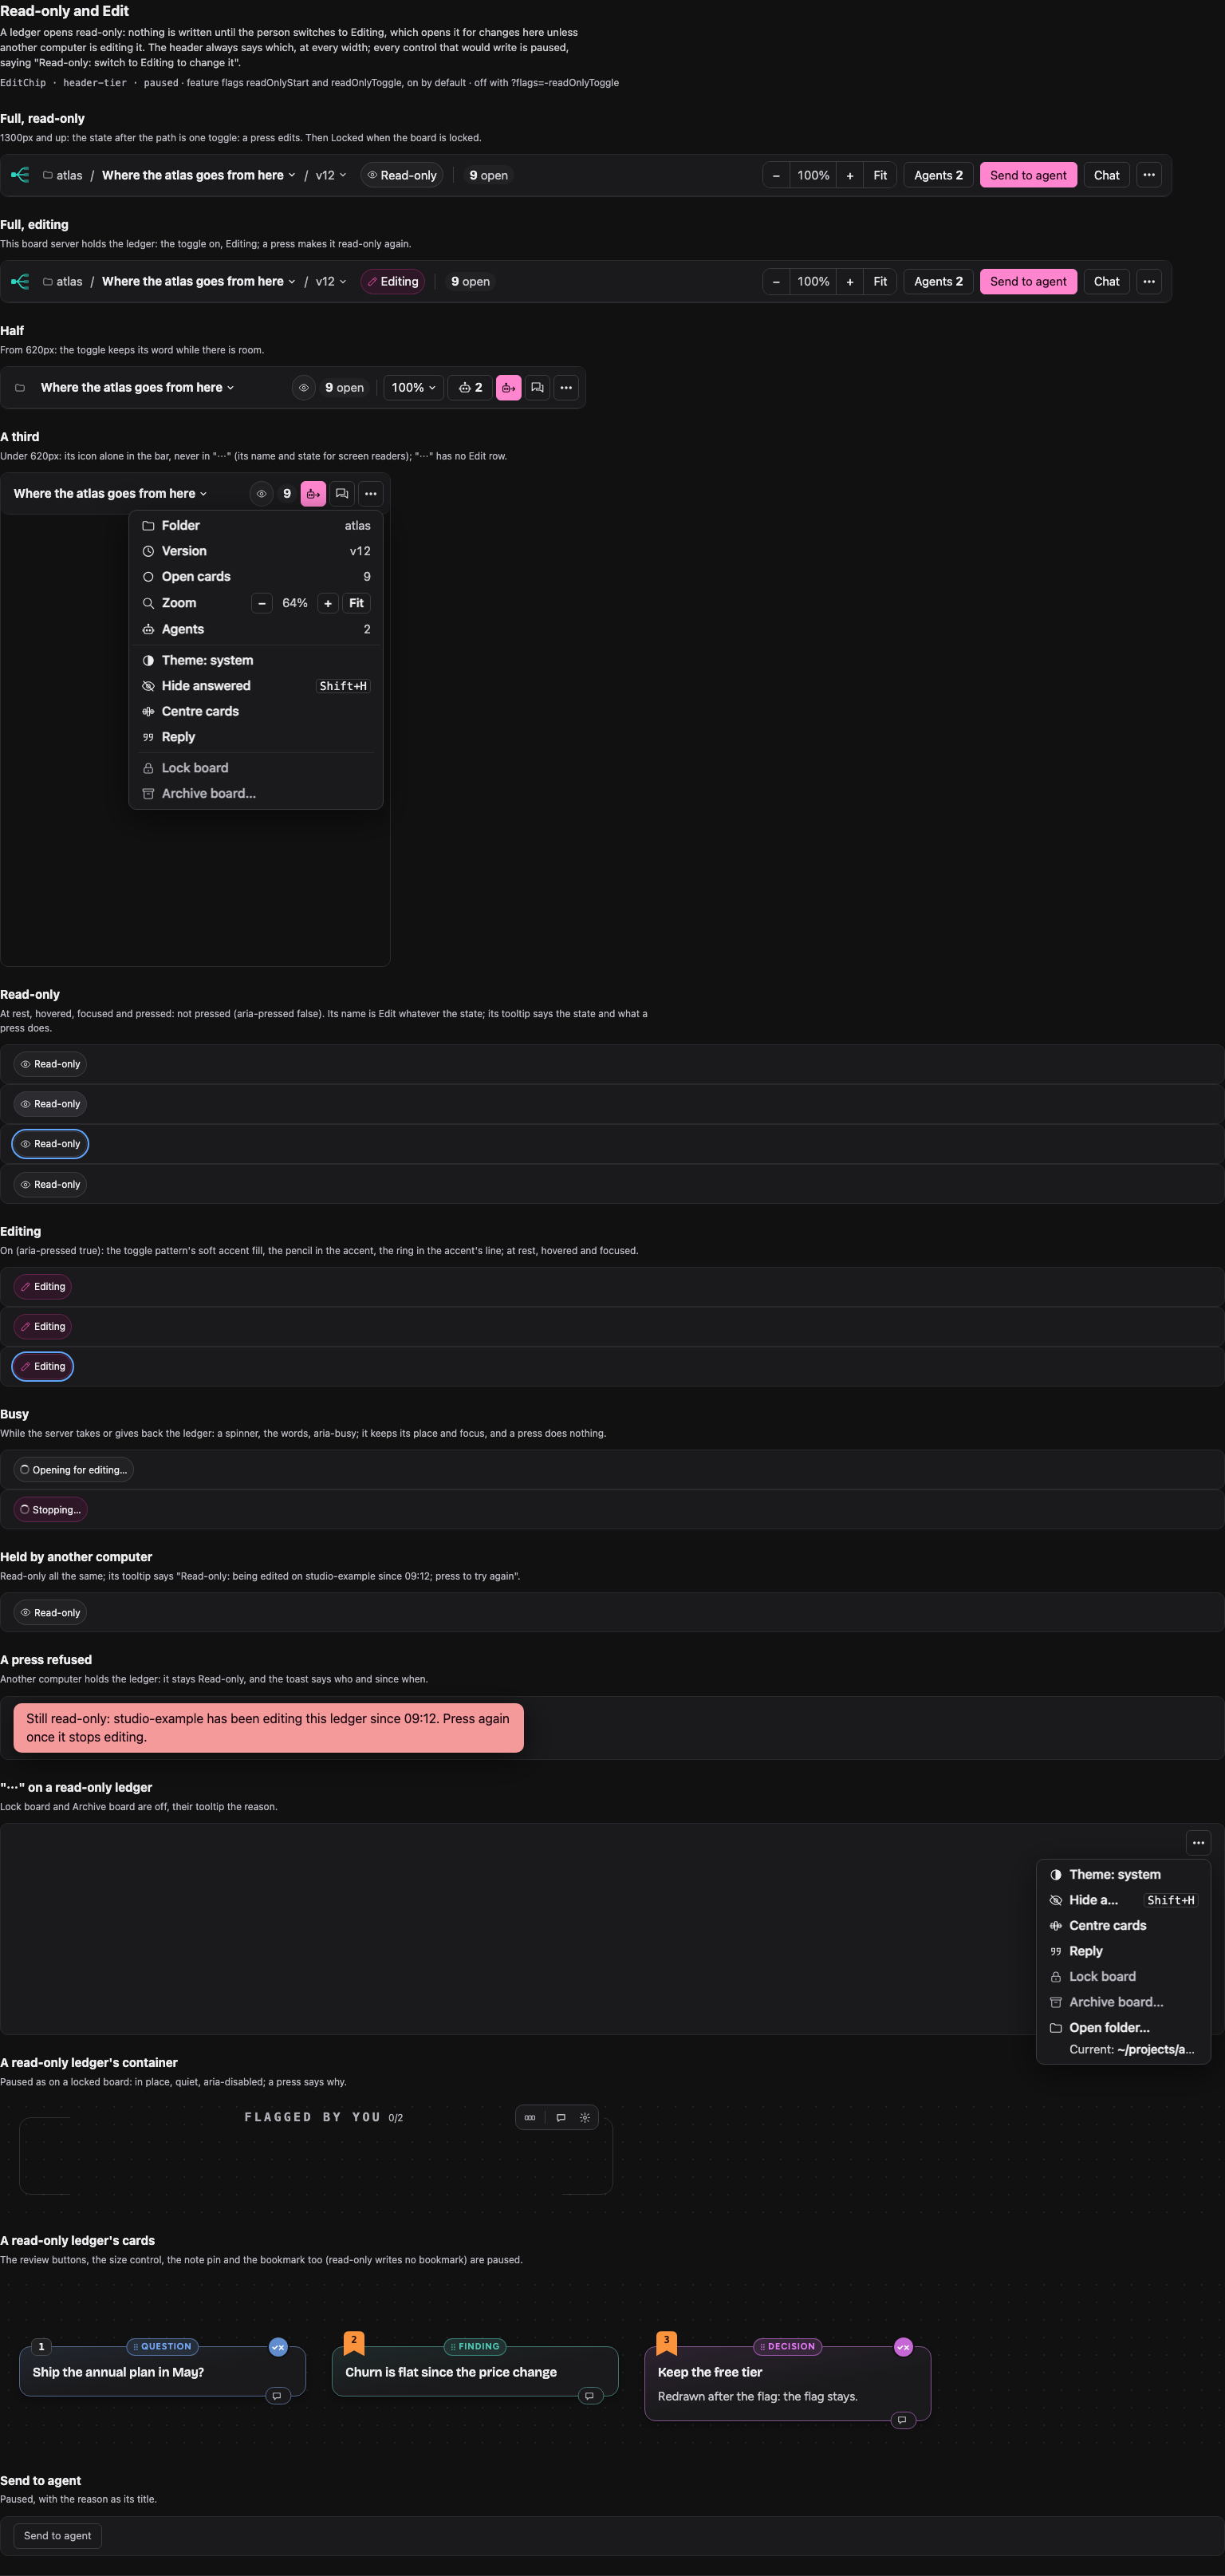 Read-only and Edit
A ledger opens read-only: nothing is written until the person switches to Editing, which opens it for changes here unless
another computer is editing it. The header always says which, at every width; every control that would write is paused,
saying "Read-only: switch to Editing to change it".
EditChip · header-tier · paused · feature flags readOnlyStart and readOnlyToggle, on by default · off with ?flags=-readOnlyToggle
Full, read-only
1300px and up: the state after the path is one toggle: a press edits. Then Locked when the board is locked.
atlas / Where the atlas goes from here / v12 Read-only 9 open − 100% + Fit Agents 2 Send to agent Chat ···
Full, editing
This board server holds the ledger: the toggle on, Editing; a press makes it read-only again.
atlas / Where the atlas goes from here / v12 Editing 9 open − 100% + Fit Agents 2 Send to agent Chat ···
Half
From 620px: the toggle keeps its word while there is room.
Where the atlas goes from here 9 open 100% 2 ···
A third
Under 620px: its icon alone in the bar, never in "···" (its name and state for screen readers); "···" has no Edit row.
Where the atlas goes from here 9 ···
Folder atlas
Version v12
Open cards 9
Zoom − 64% + Fit
Agents 2
Theme: system
Hide answered Shift+H
Centre cards
Reply
Lock board
Archive board...
Read-only
At rest, hovered, focused and pressed: not pressed (aria-pressed false). Its name is Edit whatever the state; its tooltip says the state and what a
press does.
Read-only
Read-only
Read-only
Read-only
Editing
On (aria-pressed true): the toggle pattern's soft accent fill, the pencil in the accent, the ring in the accent's line; at rest, hovered and focused.
Editing
Editing
Editing
Busy
While the server takes or gives back the ledger: a spinner, the words, aria-busy; it keeps its place and focus, and a press does nothing.
Opening for editing...
Stopping...
Held by another computer
Read-only all the same; its tooltip says "Read-only: being edited on studio-example since 09:12; press to try again".
Read-only
A press refused
Another computer holds the ledger: it stays Read-only, and the toast says who and since when.
Still read-only: studio-example has been editing this ledger since 09:12. Press again
once it stops editing.
"···" on a read-only ledger
Lock board and Archive board are off, their tooltip the reason.
···
Theme: system
Hide a... Shift+H
Centre cards
Reply
Lock board
Archive board...
Open folder...
Current: ~/projects/a...
A read-only ledger's container
Paused as on a locked board: in place, quiet, aria-disabled; a press says why.
FLAGGED BY YOU 0/2
A read-only ledger's cards
The review buttons, the size control, the note pin and the bookmark too (read-only writes no bookmark) are paused.
1 QUESTION
Ship the annual plan in May?
2 FINDING
Churn is flat since the price change
3 DECISION
Keep the free tier
Redrawn after the flag: the flag stays.
Send to agent
Paused, with the reason as its title.
Send to agent